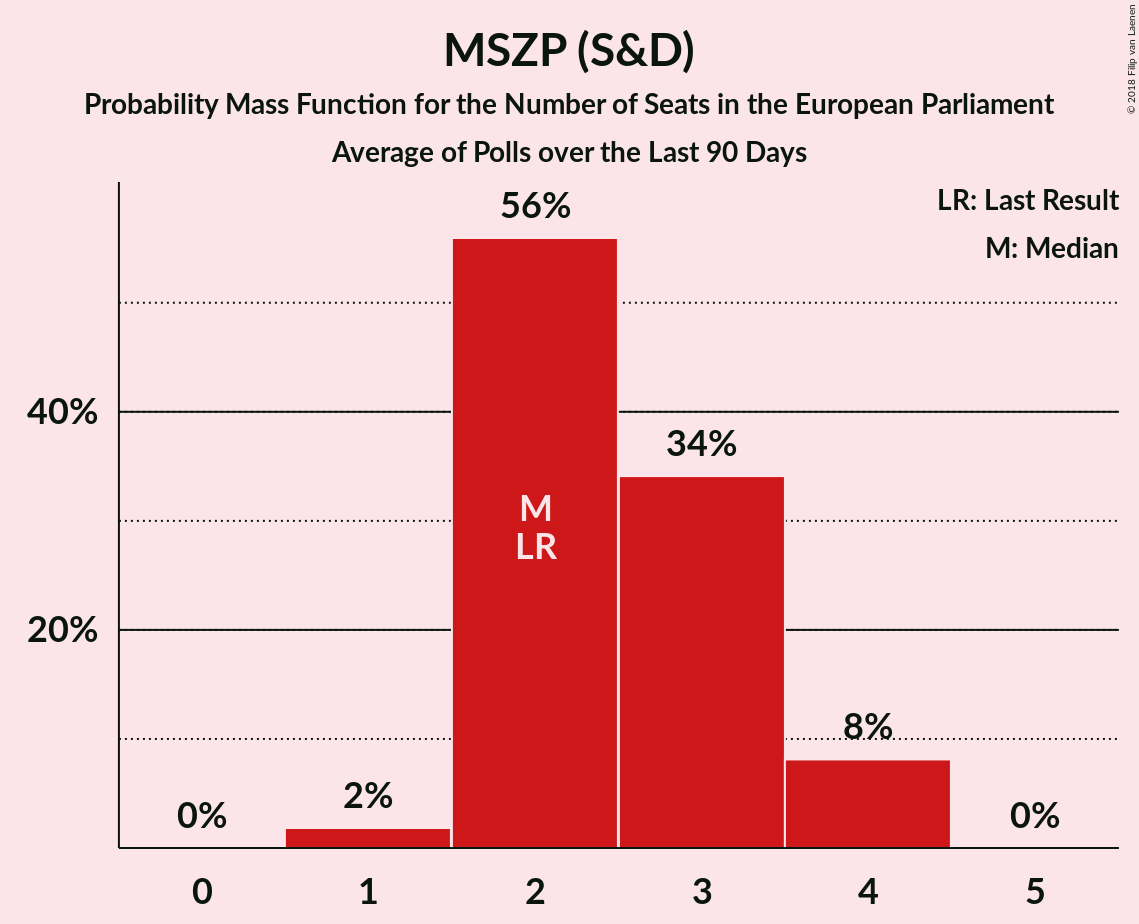 MSZP (S&D)
Probability Mass Function for the Number of Seats in the European Parliament
Average of Polls over the Last 90 Days
© 2018 Filip van Laenen
LR: Last Result
M: Median
56%
40%
34%
M
LR
20%
8%
2%
0%
0%
0 1 2 3 4 5